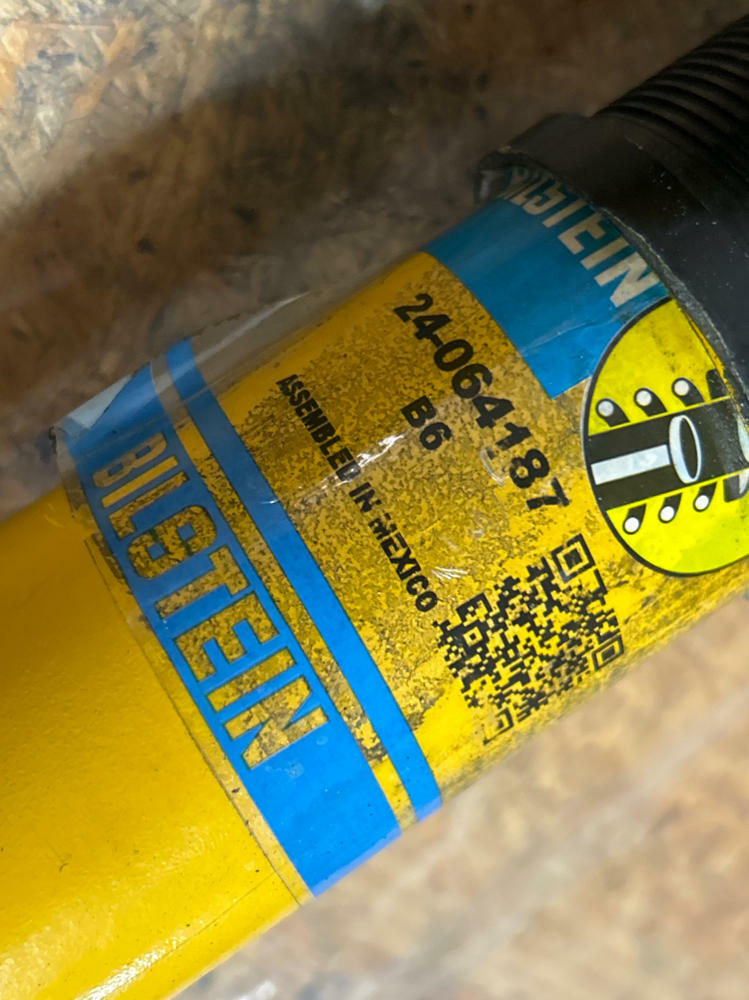 BILSTEIN
24-064187
B6
ASSEMBLED IN MEXICO
BILSTEIN